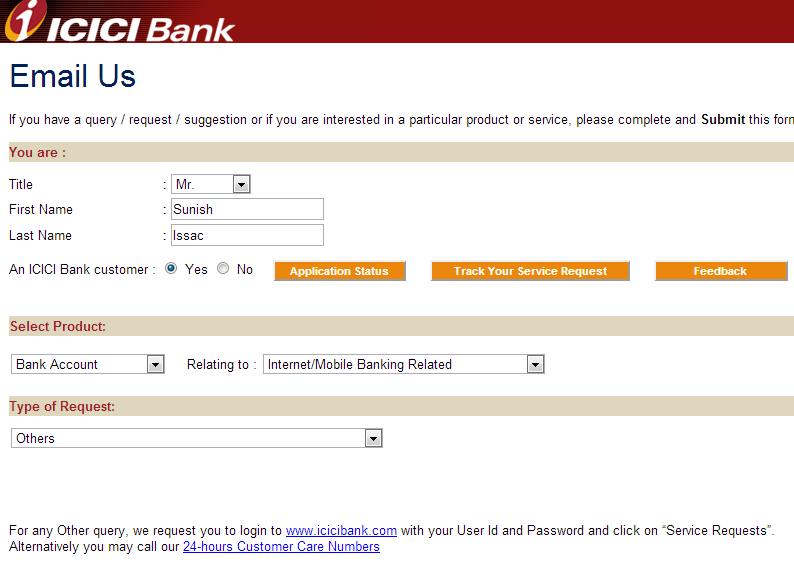 ICICI Bank
Email Us
If you have a query / request / suggestion or if you are interested in a particular product or service, please complete and Submit this form
You are :
Title : Mr.
First Name : Sunish
Last Name : Issac
An ICICI Bank customer : Yes No Application Status Track Your Service Request Feedback
Select Product:
Bank Account Relating to : Internet/Mobile Banking Related
Type of Request:
Others
For any Other query, we request you to login to www.icicibank.com with your User Id and Password and click on “Service Requests”.
Alternatively you may call our 24-hours Customer Care Numbers